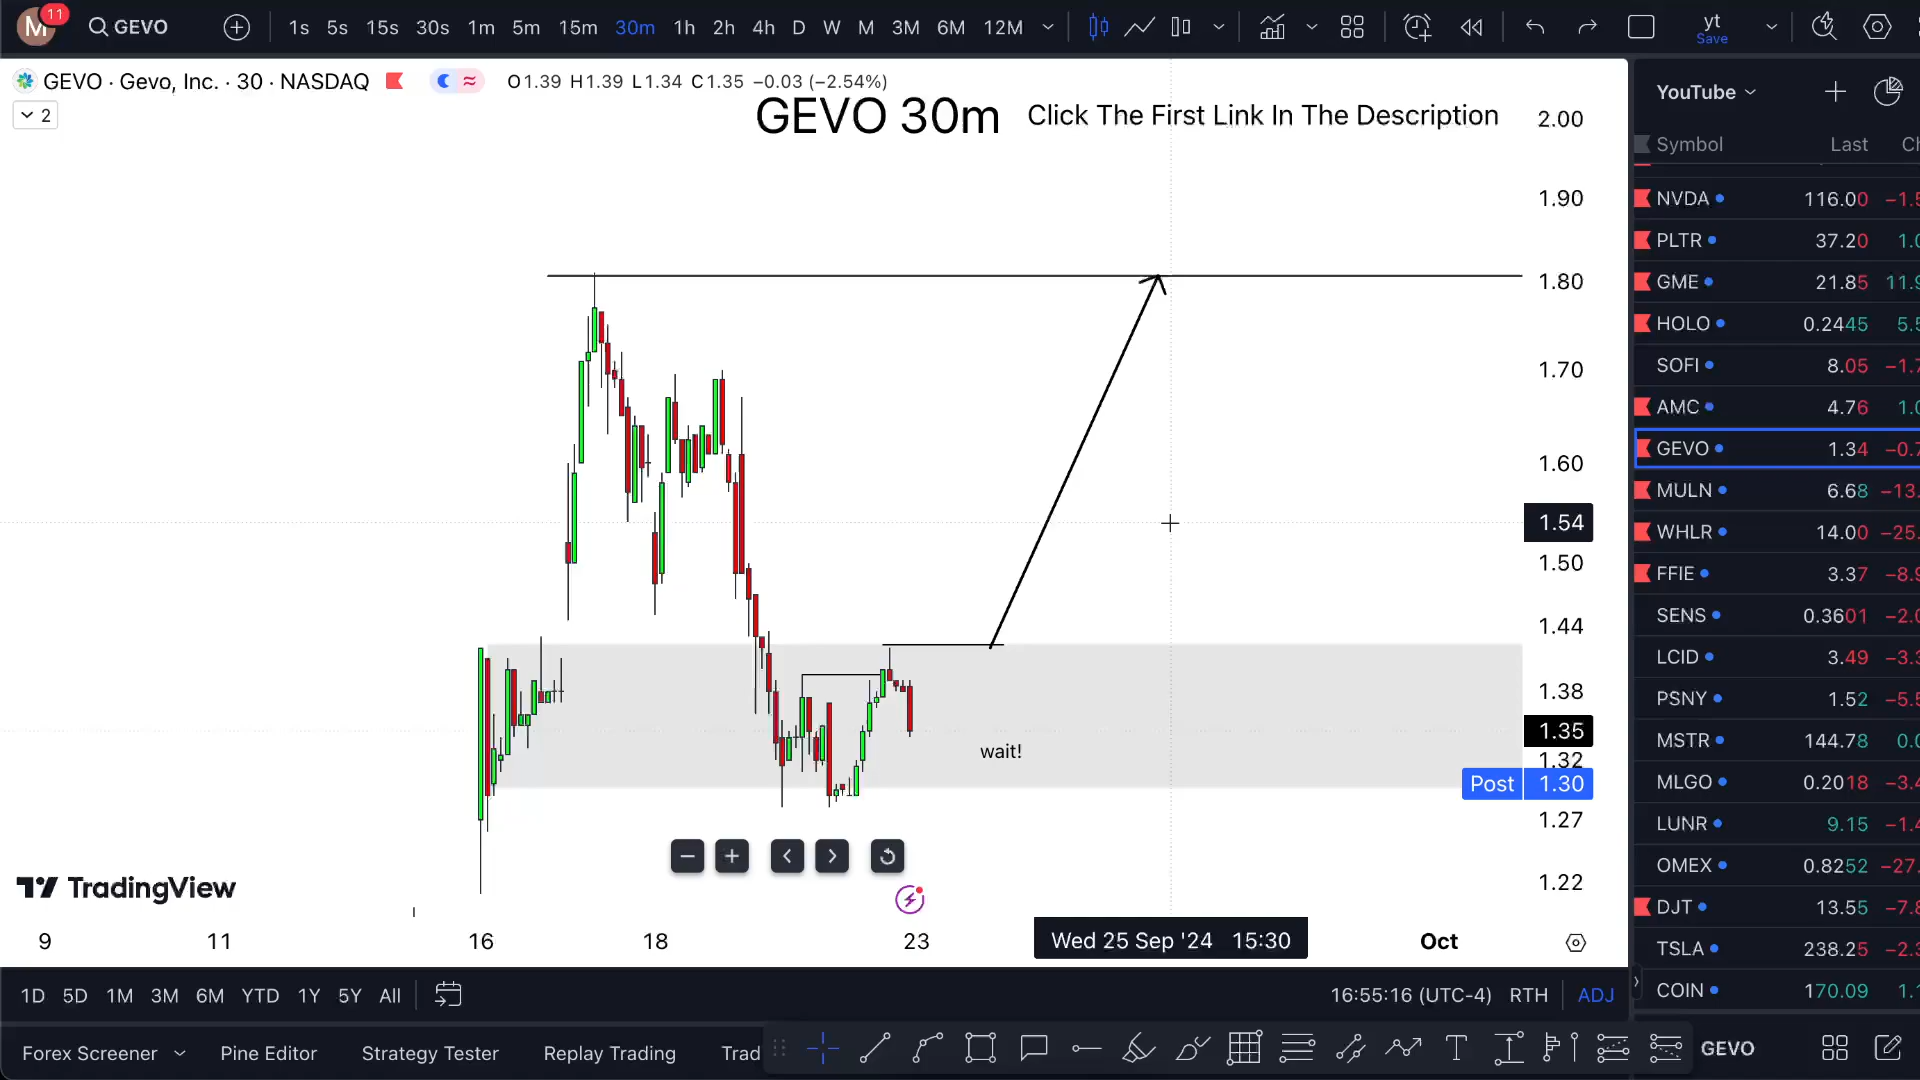 M 11 GEVO 1s 5s 15s 30s 1m 5m 15m 30m 1h 2h 4h D W M 3M 6M 12M yt Save
GEVO · Gevo, Inc. · 30 · NASDAQ O1.39 H1.39 L1.34 C1.35 −0.03 (−2.54%)
2
GEVO 30m Click The First Link In The Description
2.00
1.90
1.80
1.70
1.60
1.54
1.50
1.44
1.38
1.35
1.32
Post 1.30
1.27
1.22
wait!
TradingView
9 11 16 18 23 Wed 25 Sep '24 15:30 Oct
YouTube
Symbol Last
NVDA 116.00
PLTR 37.20
GME 21.85
HOLO 0.2445
SOFI 8.05
AMC 4.76
GEVO 1.34
MULN 6.68
WHLR 14.00
FFIE 3.37
SENS 0.3601
LCID 3.49
PSNY 1.52
MSTR 144.78
MLGO 0.2018
LUNR 9.15
OMEX 0.8252
DJT 13.55
TSLA 238.25
COIN 170.09
1D 5D 1M 3M 6M YTD 1Y 5Y All 16:55:16 (UTC-4) RTH ADJ
Forex Screener Pine Editor Strategy Tester Replay Trading Trad GEVO